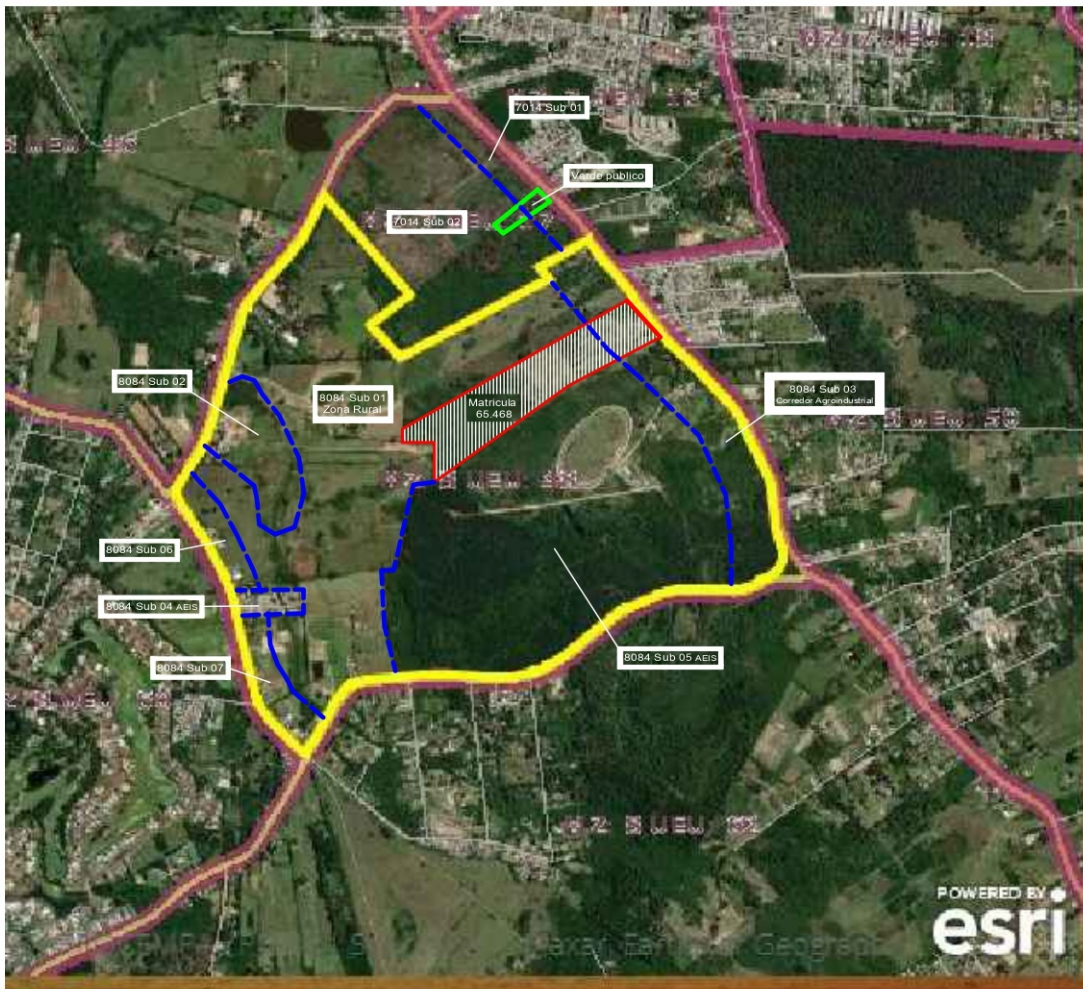 7014 Sub 01
Verde público
7014 Sub 02
8084 Sub 02
8084 Sub 01
Zona Rural
Matricula
65.468
8084 Sub 03
Corredor Agroindustrial
8084 Sub 06
8084 Sub 04 AEIS
8084 Sub 05 AEIS
8084 Sub 07
POWERED BY
esri